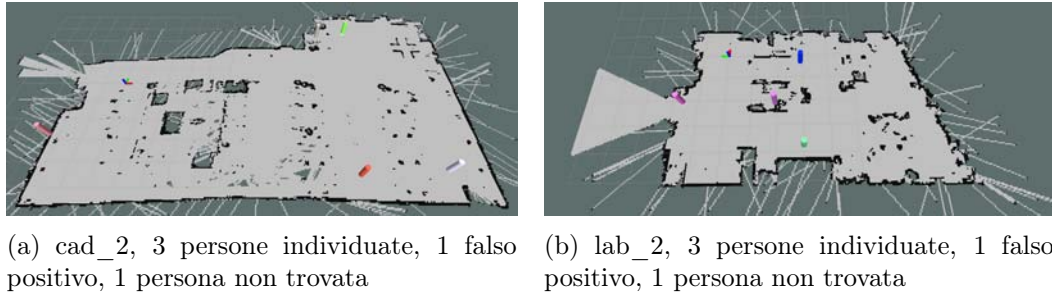 (a) cad_2, 3 persone individuate, 1 falso
positivo, 1 persona non trovata
(b) lab_2, 3 persone individuate, 1 falso
positivo, 1 persona non trovata